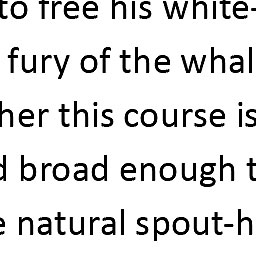 to free his white-
fury of the whal
her this course is
d broad enough t
e natural spout-h